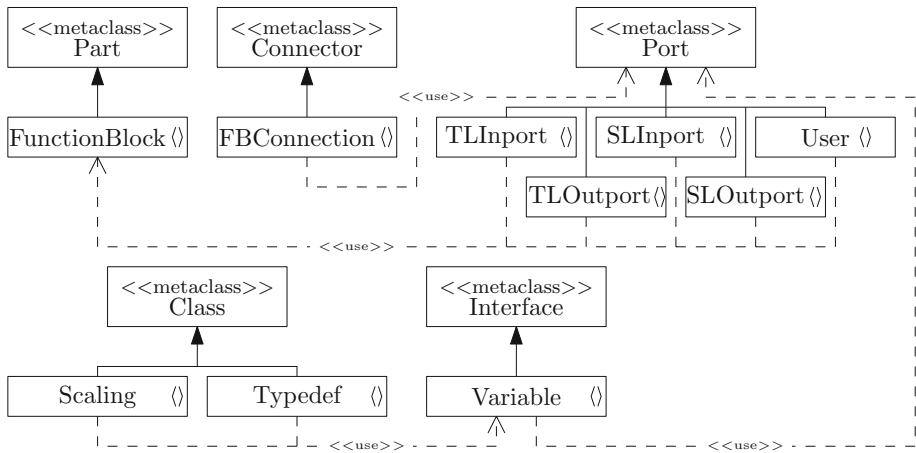 <<metaclass>>
Part
<<metaclass>>
Connector
<<metaclass>>
Port
<<use>>
FunctionBlock ⟨⟩
FBConnection ⟨⟩
TLInport ⟨⟩
SLInport ⟨⟩
User ⟨⟩
TLOutport ⟨⟩
SLOutport ⟨⟩
<<use>>
<<metaclass>>
Class
<<metaclass>>
Interface
Scaling ⟨⟩
Typedef ⟨⟩
Variable ⟨⟩
<<use>>
<<use>>